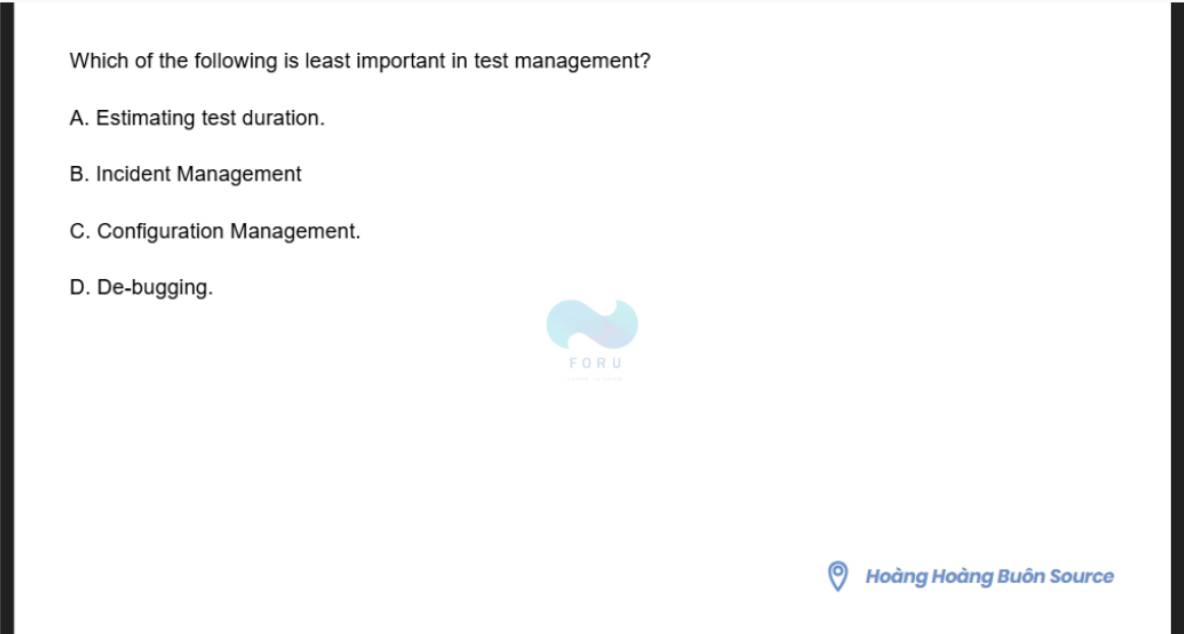 Which of the following is least important in test management?
A. Estimating test duration.
B. Incident Management
C. Configuration Management.
D. De-bugging.
FORU
Hoàng Hoàng Buôn Source